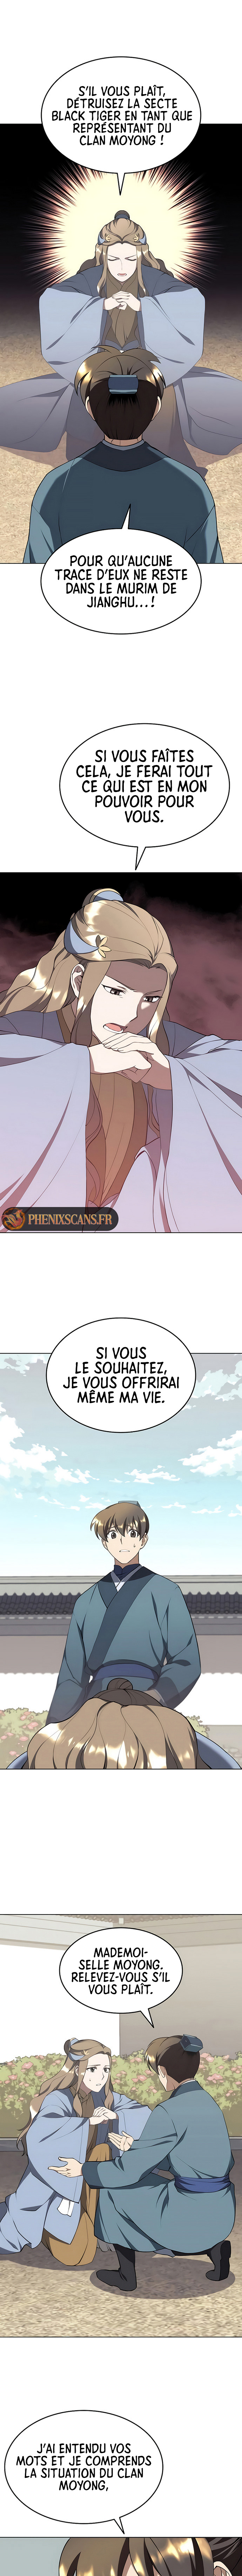 S'IL VOUS PLAÎT,
DÉTRUISEZ LA SECTE
BLACK TIGER EN TANT QUE
REPRÉSENTANT DU
CLAN MOYONG !
POUR QU'AUCUNE
TRACE D'EUX NE RESTE
DANS LE MURIM DE
JIANGHU...!
SI VOUS FAÎTES
CELA, JE FERAI TOUT
CE QUI EST EN MON
POUVOIR POUR
VOUS.
PHENIXSCANS.FR
SI VOUS
LE SOUHAITEZ,
JE VOUS OFFRIRAI
MÊME MA VIE.
MADEMOI-
SELLE MOYONG.
RELEVEZ-VOUS S'IL
VOUS PLAÎT.
J'AI ENTENDU VOS
MOTS ET JE COMPRENDS
LA SITUATION DU CLAN
MOYONG,